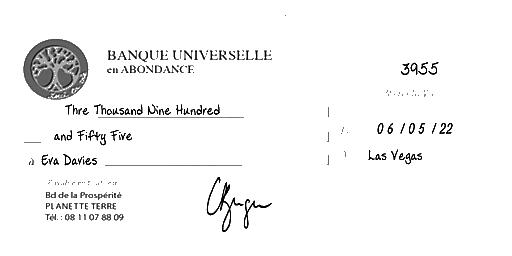 BANQUE UNIVERSELLE
en ABONDANCE
3955
Thre Thousand Nine Hundred
and Fifty Five
06/05/22
à Eva Davies
Las Vegas
Bd de la Prospérité
PLANETTE TERRE
Tél. : 08 11 07 88 09